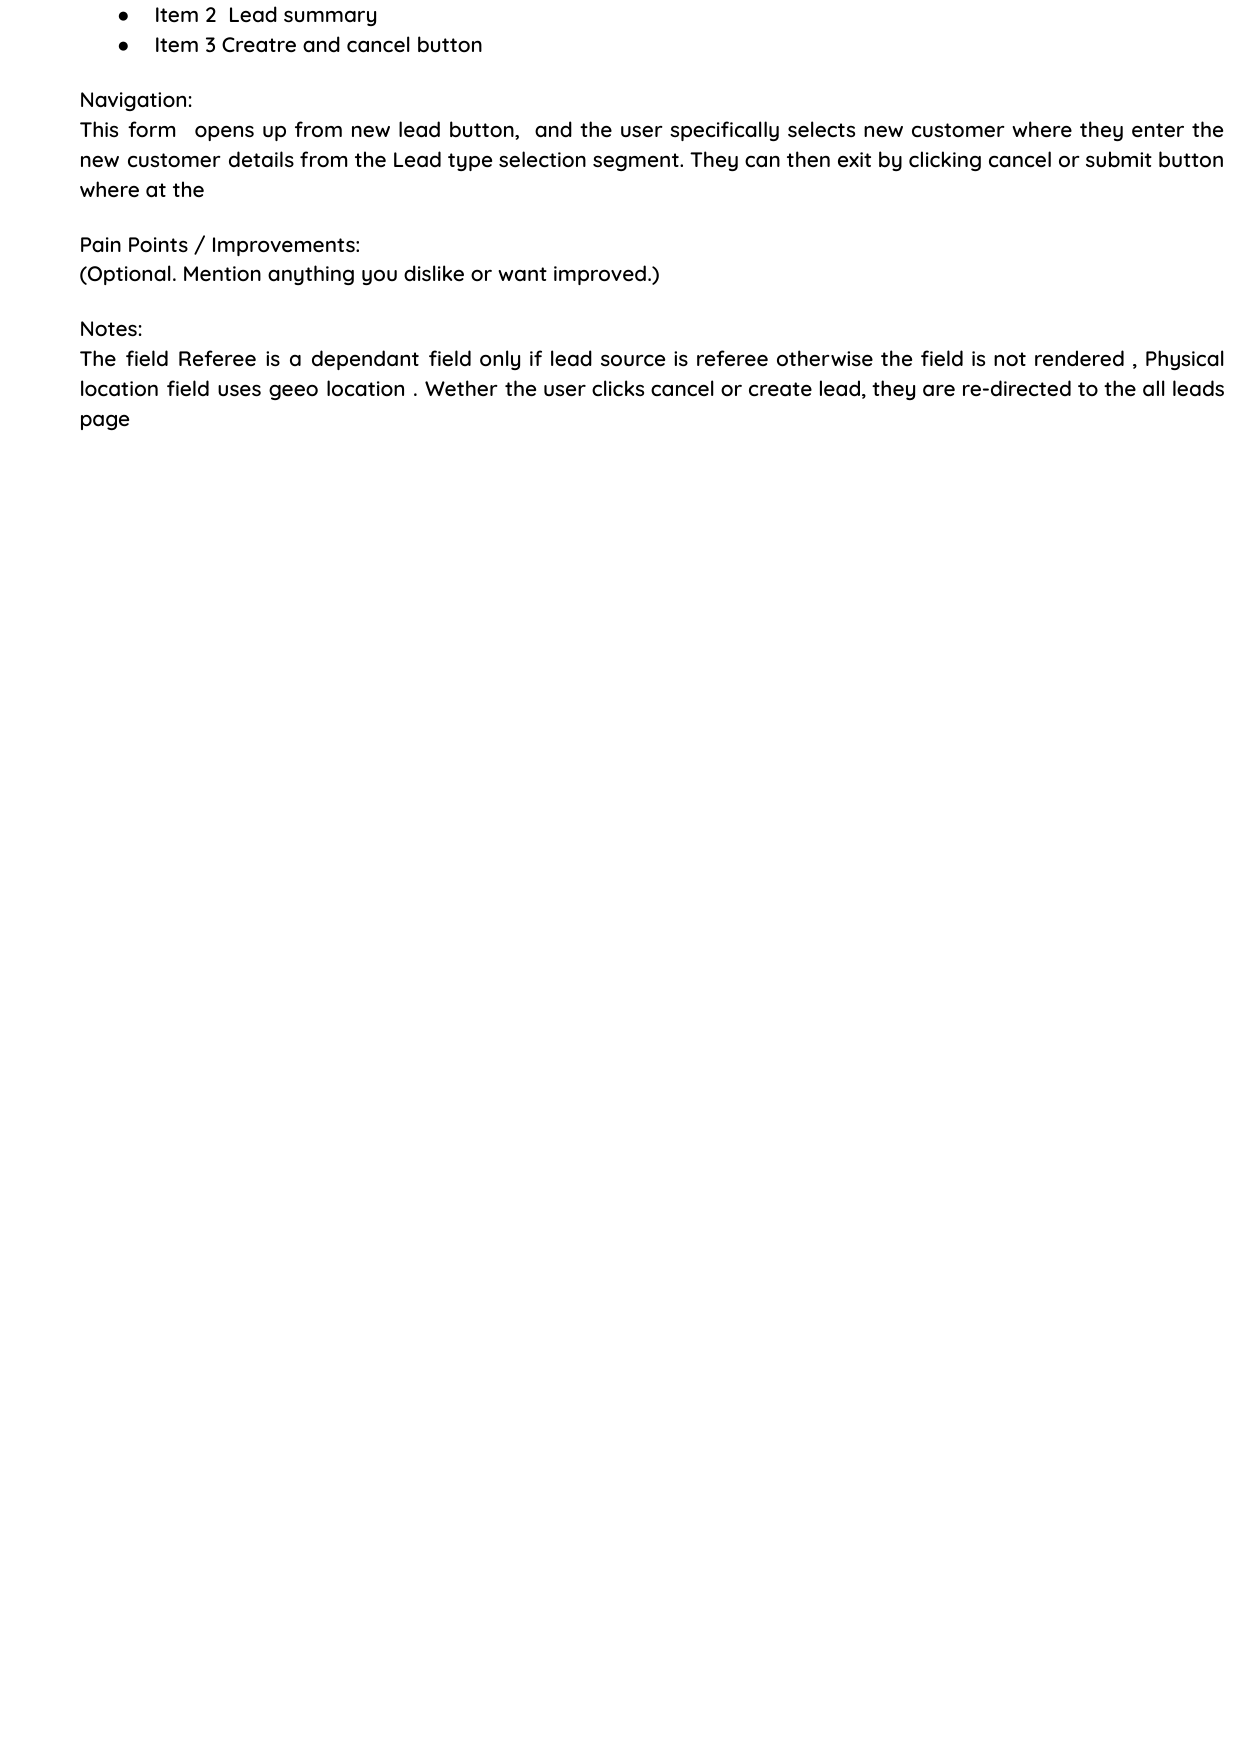 ● Item 2  Lead summary
● Item 3 Creatre and cancel button
Navigation:
This form  opens up from new lead button,  and the user specifically selects new customer where they enter the
new customer details from the Lead type selection segment. They can then exit by clicking cancel or submit button
where at the
Pain Points / Improvements:
(Optional. Mention anything you dislike or want improved.)
Notes:
The field Referee is a dependant field only if lead source is referee otherwise the field is not rendered , Physical
location field uses geeo location . Wether the user clicks cancel or create lead, they are re-directed to the all leads
page